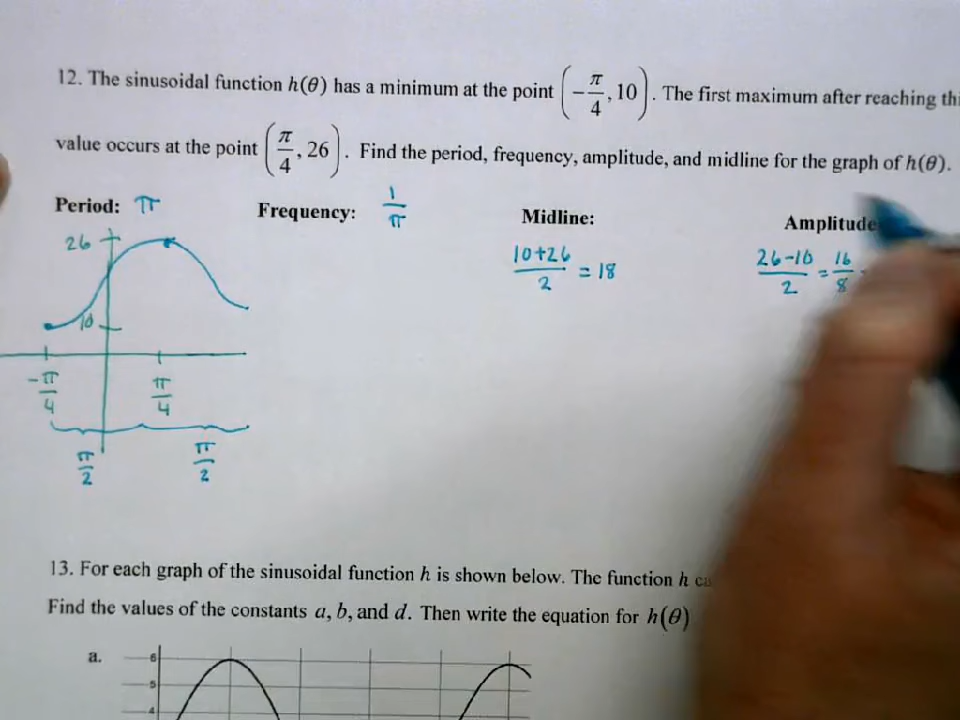 12. The sinusoidal function h(θ) has a minimum at the point (-π/4, 10). The first maximum after reaching
value occurs at the point (π/4, 26). Find the period, frequency, amplitude, and midline for the graph of h(θ).
Period: π Frequency: 1/π Midline: Amplitude
26
10+26/2 = 18
26-10/2 = 16/8
10
-π/4 π/4
π/2 π/2
13. For each graph of the sinusoidal function h is shown below. The function h
Find the values of the constants a, b, and d. Then write the equation for h(θ)
a.
6
5
4